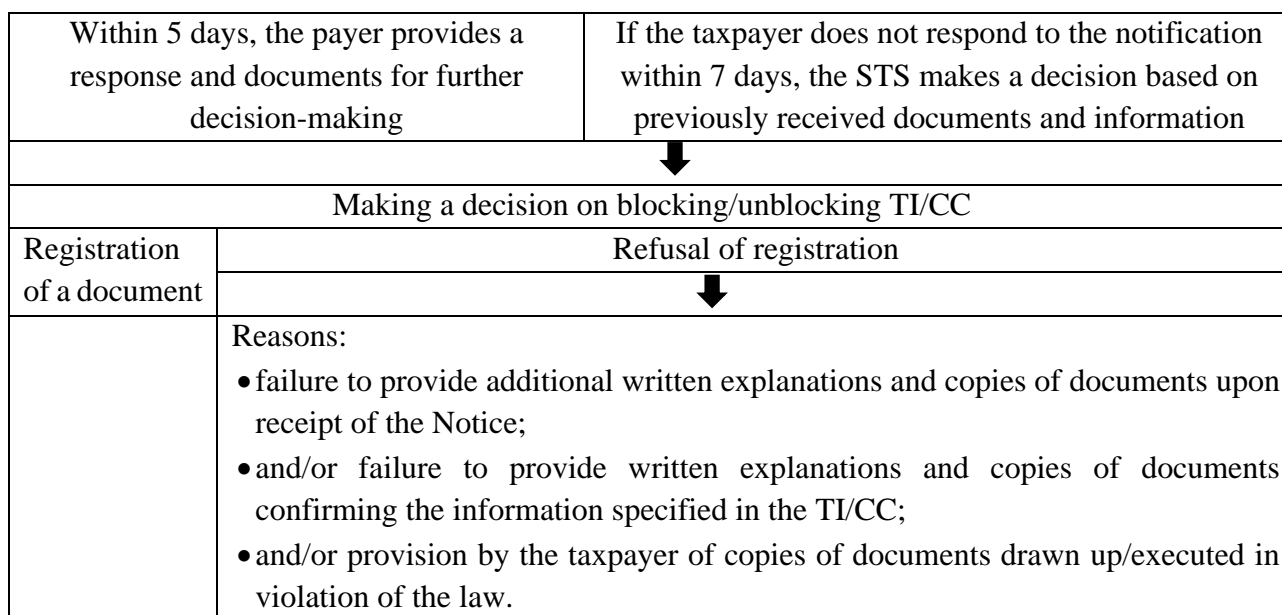 Within 5 days, the payer provides a
response and documents for further
decision-making
If the taxpayer does not respond to the notification
within 7 days, the STS makes a decision based on
previously received documents and information
Making a decision on blocking/unblocking TI/CC
Registration
of a document
Refusal of registration
Reasons:
•failure to provide additional written explanations and copies of documents upon
receipt of the Notice;
•and/or failure to provide written explanations and copies of documents
confirming the information specified in the TI/CC;
•and/or provision by the taxpayer of copies of documents drawn up/executed in
violation of the law.